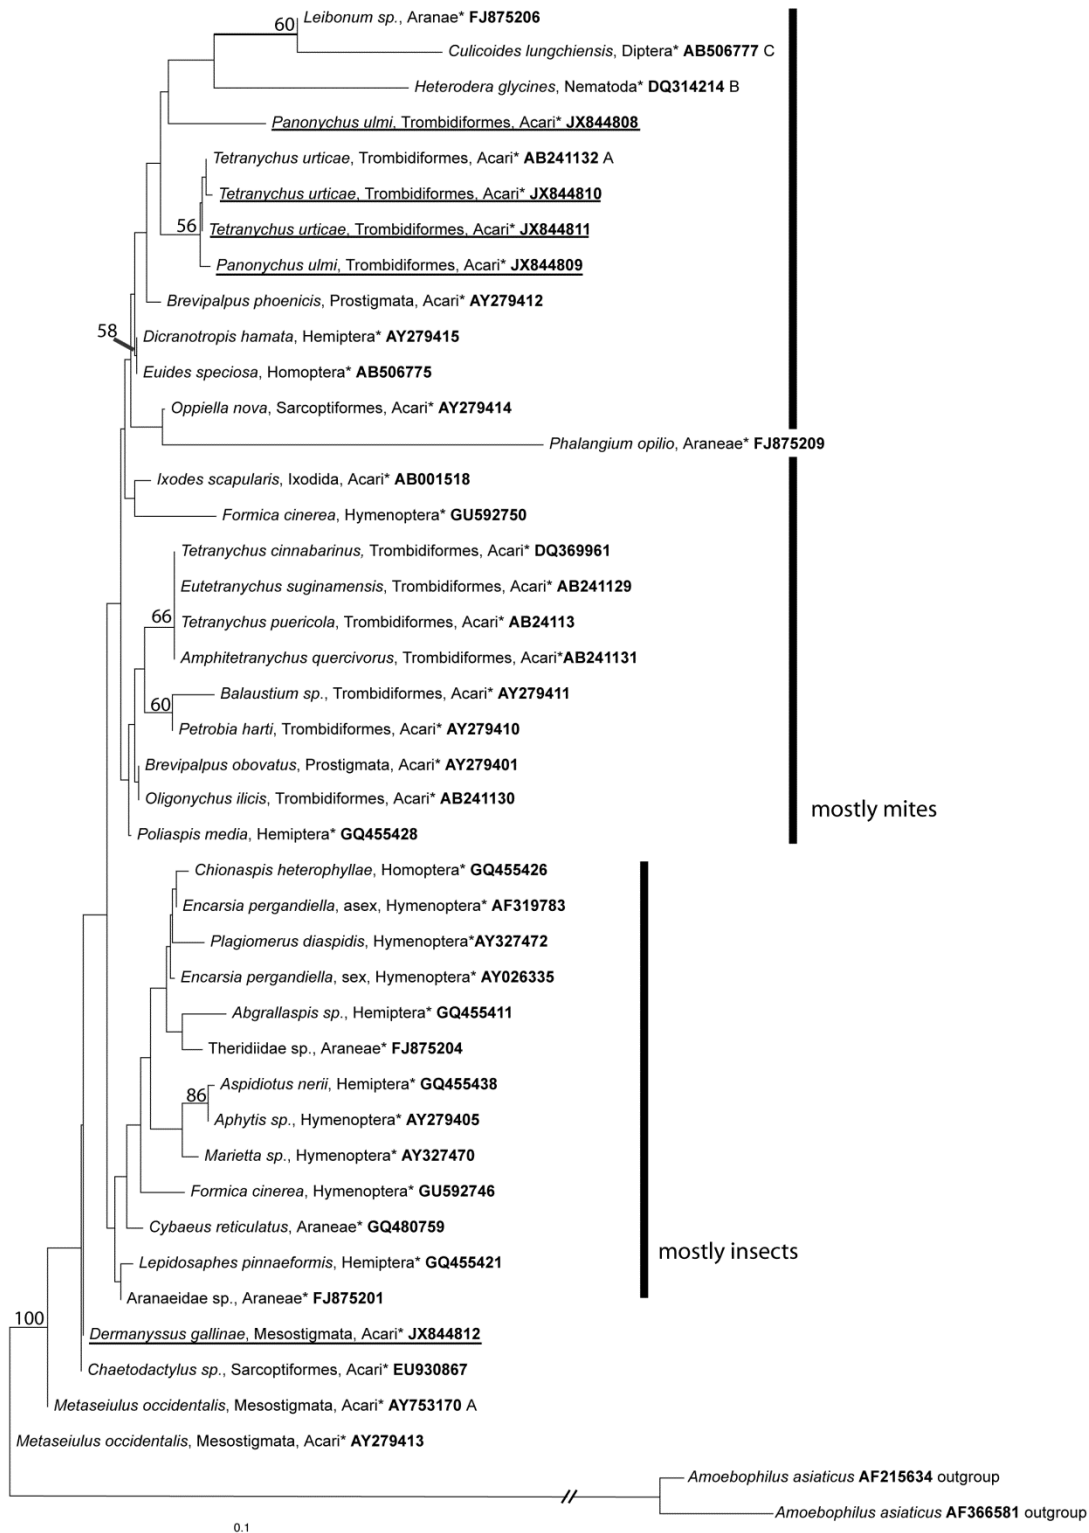 60
Leibonum sp., Aranae* FJ875206
Culicoides lungchiensis, Diptera* AB506777 C
Heterodera glycines, Nematoda* DQ314214 B
Panonychus ulmi, Trombidiformes, Acari* JX844808
Tetranychus urticae, Trombidiformes, Acari* AB241132 A
Tetranychus urticae, Trombidiformes, Acari* JX844810
56
Tetranychus urticae, Trombidiformes, Acari* JX844811
Panonychus ulmi, Trombidiformes, Acari* JX844809
Brevipalpus phoenicis, Prostigmata, Acari* AY279412
58
Dicranotropis hamata, Hemiptera* AY279415
Euides speciosa, Homoptera* AB506775
Oppiella nova, Sarcoptiformes, Acari* AY279414
Phalangium opilio, Araneae* FJ875209
Ixodes scapularis, Ixodida, Acari* AB001518
Formica cinerea, Hymenoptera* GU592750
Tetranychus cinnabarinus, Trombidiformes, Acari* DQ369961
Eutetranychus suginamensis, Trombidiformes, Acari* AB241129
66
Tetranychus puericola, Trombidiformes, Acari* AB24113
Amphitetranychus quercivorus, Trombidiformes, Acari*AB241131
Balaustium sp., Trombidiformes, Acari* AY279411
60
Petrobia harti, Trombidiformes, Acari* AY279410
Brevipalpus obovatus, Prostigmata, Acari* AY279401
Oligonychus ilicis, Trombidiformes, Acari* AB241130
mostly mites
Poliaspis media, Hemiptera* GQ455428
Chionaspis heterophyllae, Homoptera* GQ455426
Encarsia pergandiella, asex, Hymenoptera* AF319783
Plagiomerus diaspidis, Hymenoptera*AY327472
Encarsia pergandiella, sex, Hymenoptera* AY026335
Abgrallaspis sp., Hemiptera* GQ455411
Theridiidae sp., Araneae* FJ875204
Aspidiotus nerii, Hemiptera* GQ455438
86
Aphytis sp., Hymenoptera* AY279405
Marietta sp., Hymenoptera* AY327470
Formica cinerea, Hymenoptera* GU592746
Cybaeus reticulatus, Araneae* GQ480759
mostly insects
Lepidosaphes pinnaeformis, Hemiptera* GQ455421
Aranaeidae sp., Araneae* FJ875201
100
Dermanyssus gallinae, Mesostigmata, Acari* JX844812
Chaetodactylus sp., Sarcoptiformes, Acari* EU930867
Metaseiulus occidentalis, Mesostigmata, Acari* AY753170 A
Metaseiulus occidentalis, Mesostigmata, Acari* AY279413
Amoebophilus asiaticus AF215634 outgroup
Amoebophilus asiaticus AF366581 outgroup
0.1